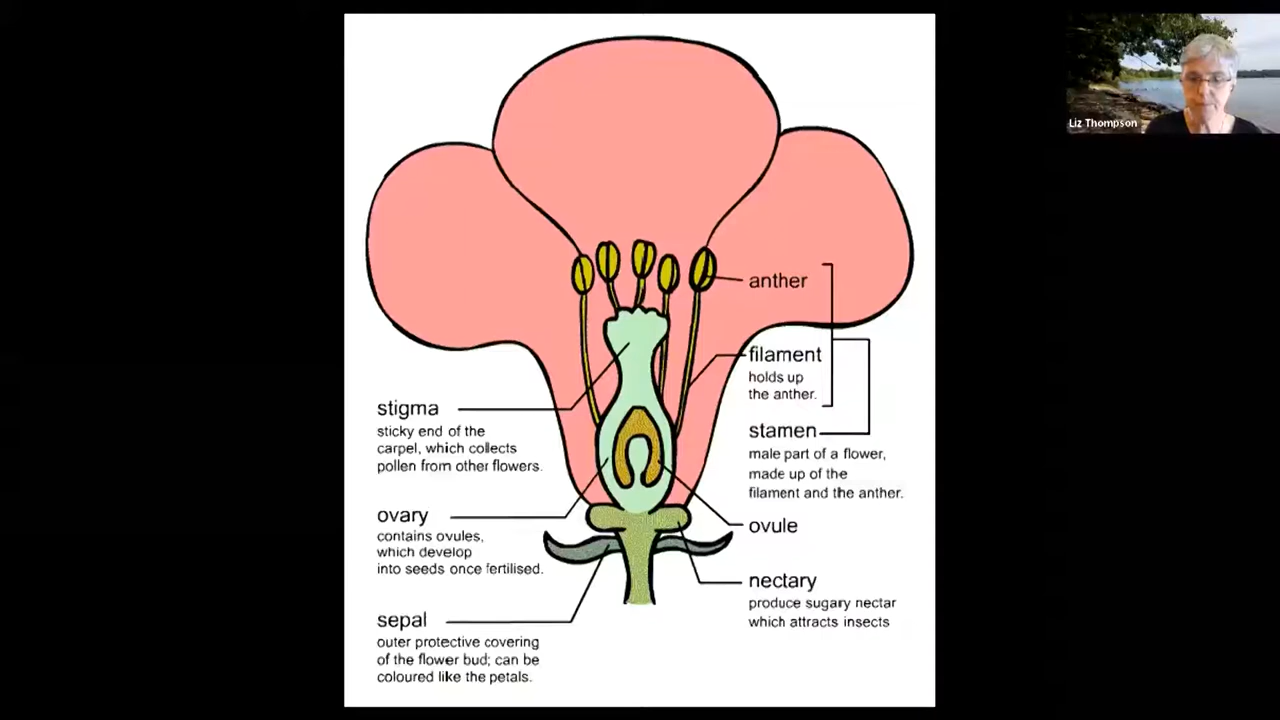 Liz Thompson
anther
filament
holds up
the anther.
stigma
sticky end of the
carpel, which collects
pollen from other flowers.
stamen
male part of a flower,
made up of the
filament and the anther.
ovary
contains ovules,
which develop
into seeds once fertilised.
ovule
nectary
produce sugary nectar
which attracts insects
sepal
outer protective covering
of the flower bud; can be
coloured like the petals.